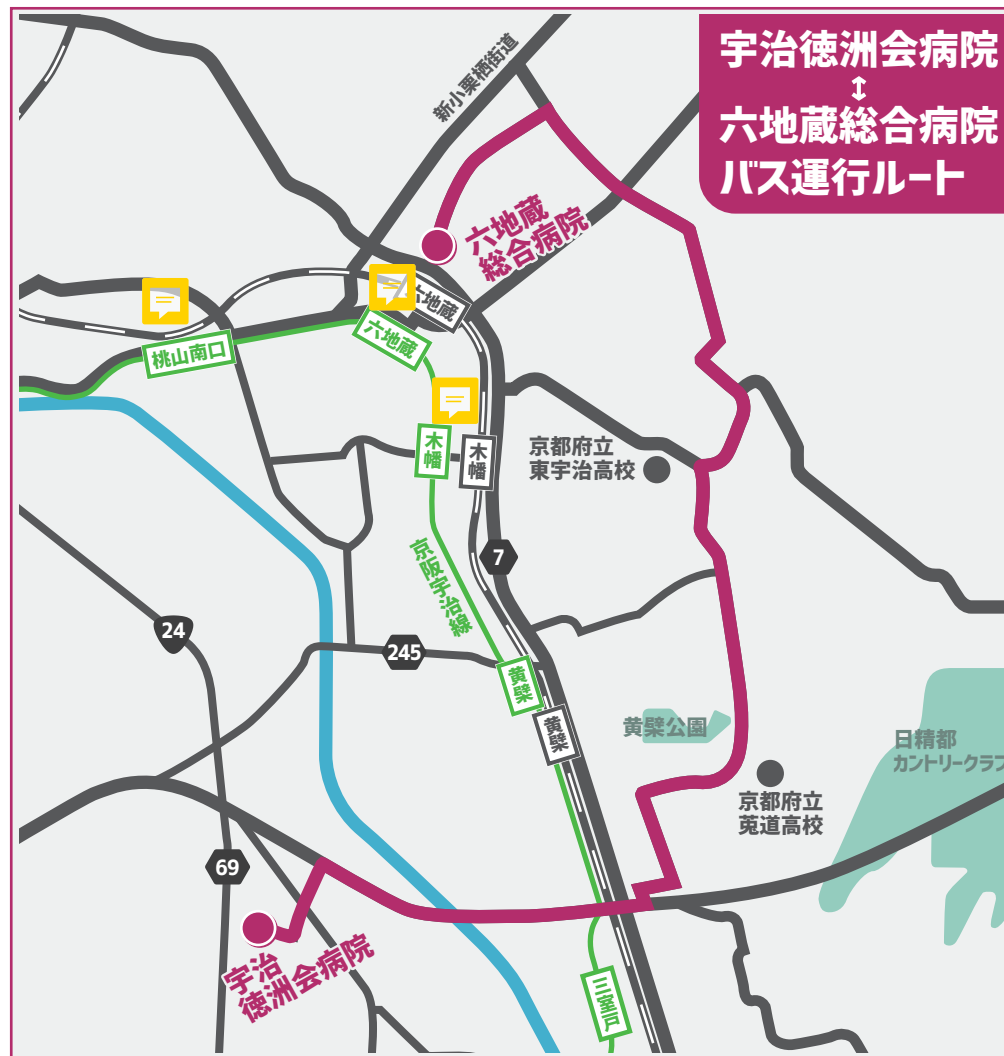 宇治徳洲会病院
↕
六地蔵総合病院
バス運行ルート
新小栗栖街道
六地蔵
総合病院
六地蔵
六地蔵
桃山南口
木幡
木幡
京都府立
東宇治高校
7
京阪宇治線
24
245
黄檗
黄檗
黄檗公園
日精都
カントリークラブ
京都府立
莵道高校
69
宇治
徳洲会病院
三室戸